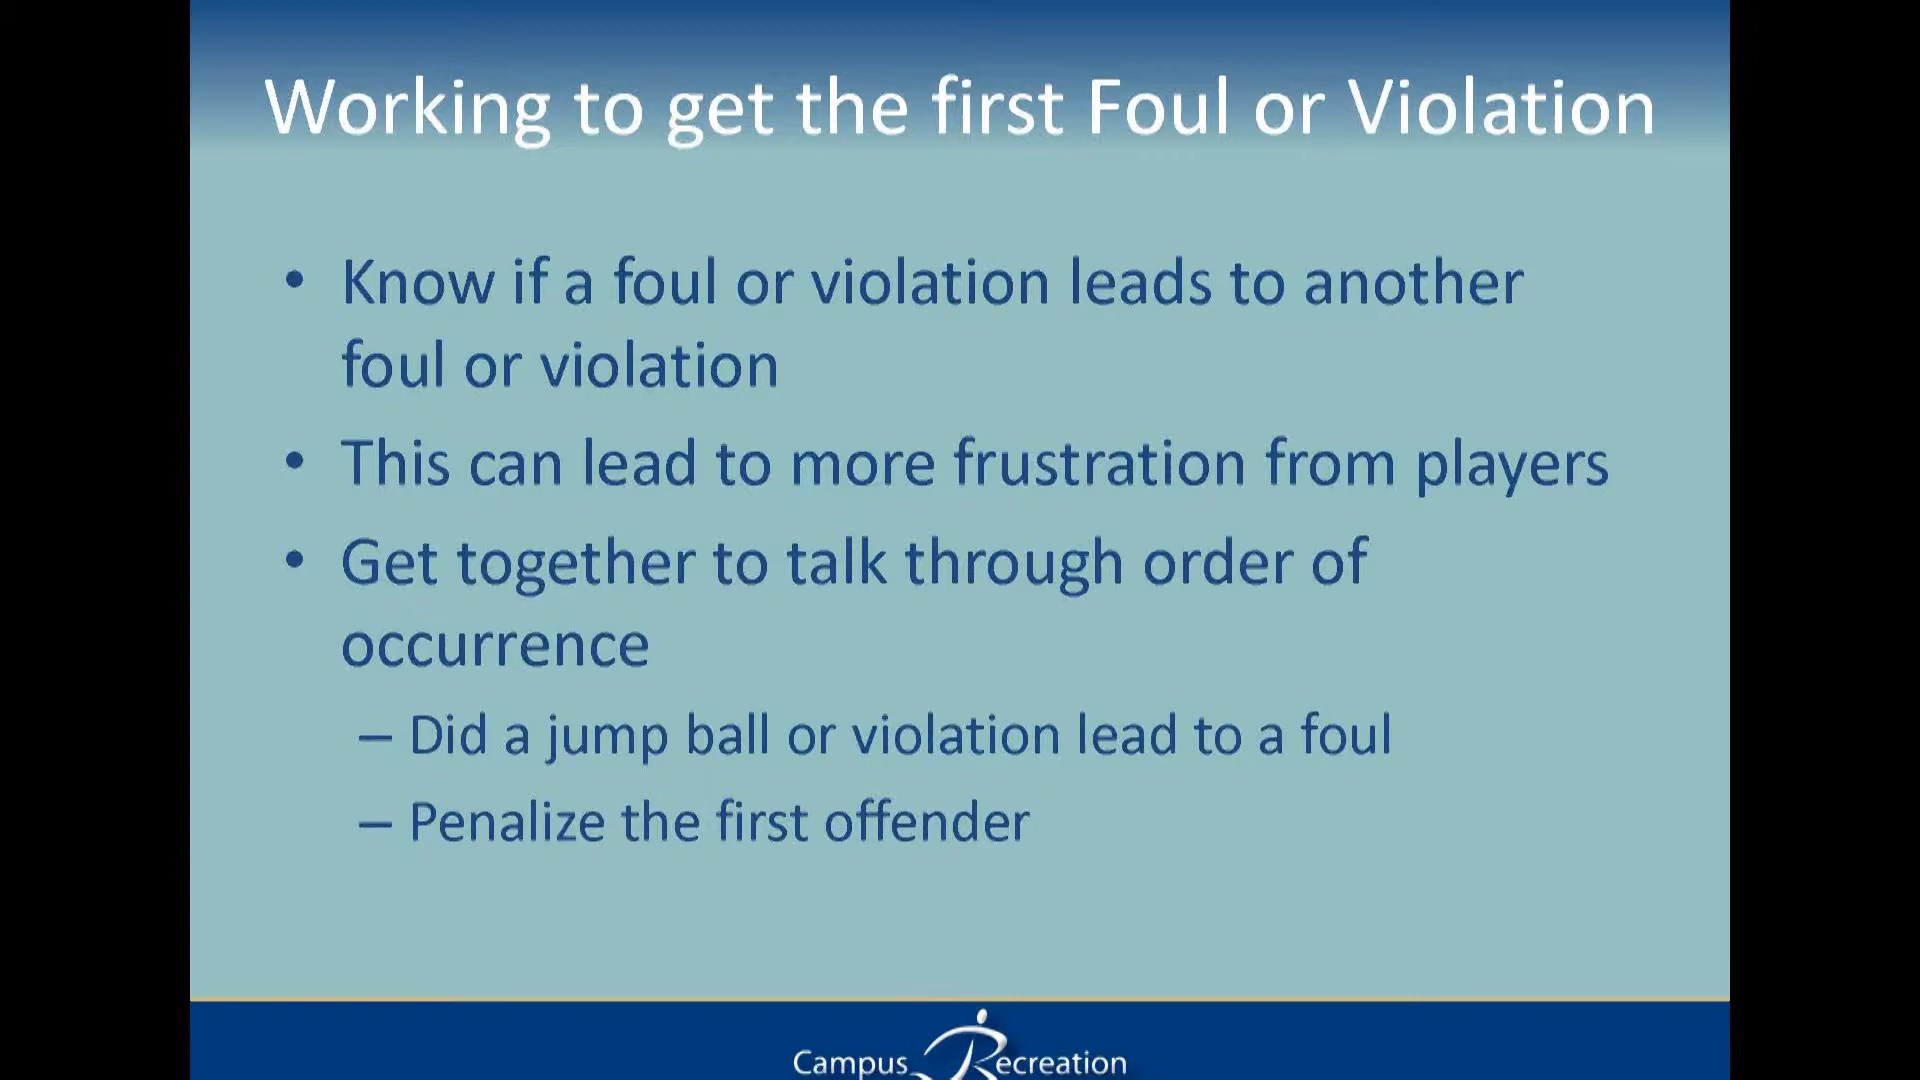 Working to get the first Foul or Violation
• Know if a foul or violation leads to another
foul or violation
• This can lead to more frustration from players
• Get together to talk through order of
occurrence
– Did a jump ball or violation lead to a foul
– Penalize the first offender
Campus Recreation